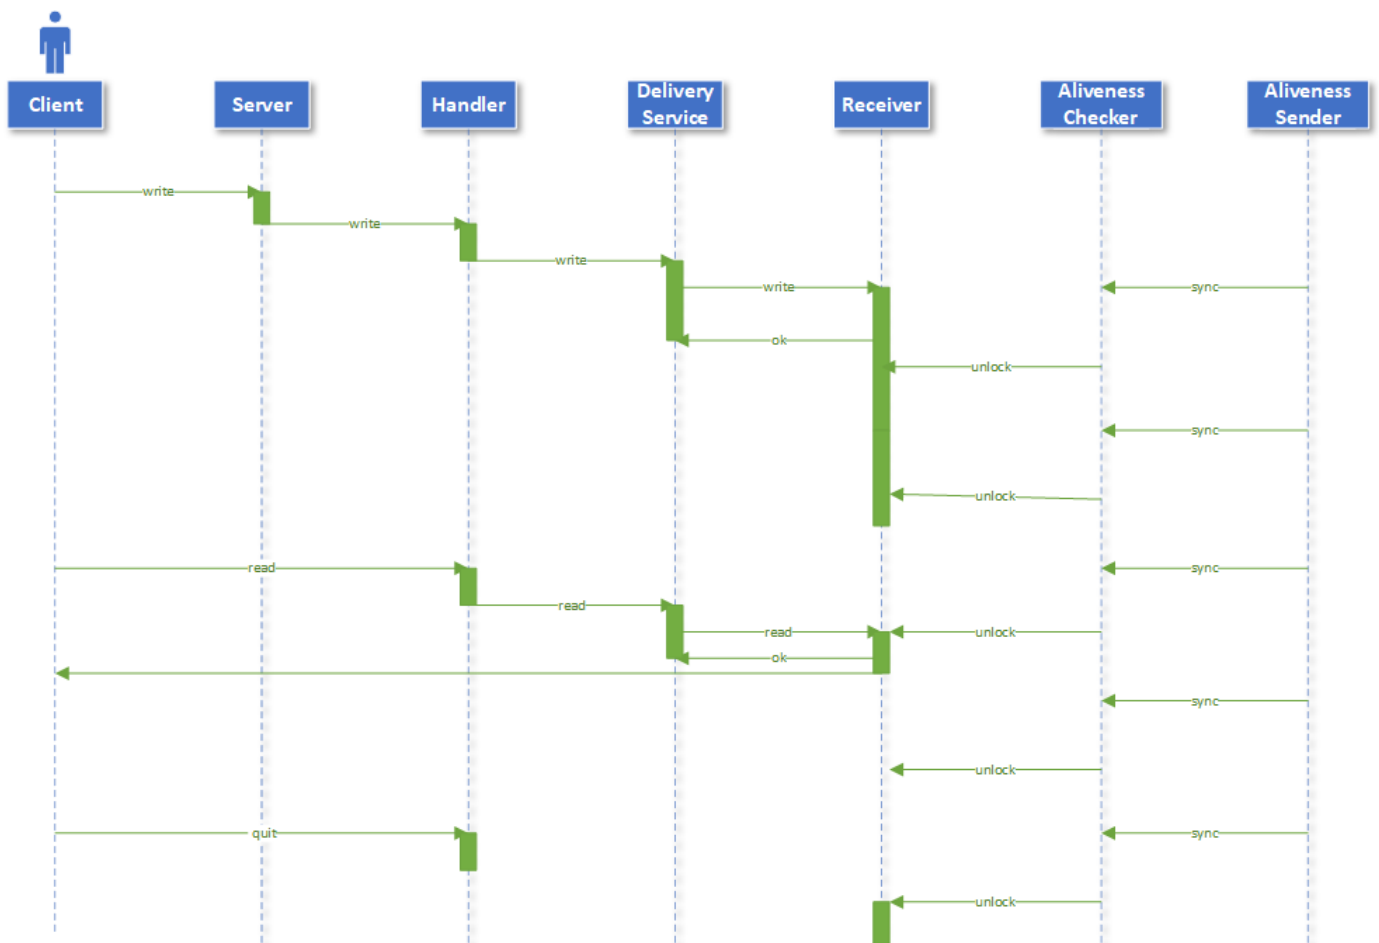 Client
Server
Handler
Delivery
Service
Receiver
Aliveness
Checker
Aliveness
Sender
write
write
write
write
sync
ok
unlock
sync
unlock
read
sync
read
read
unlock
ok
sync
unlock
quit
sync
unlock